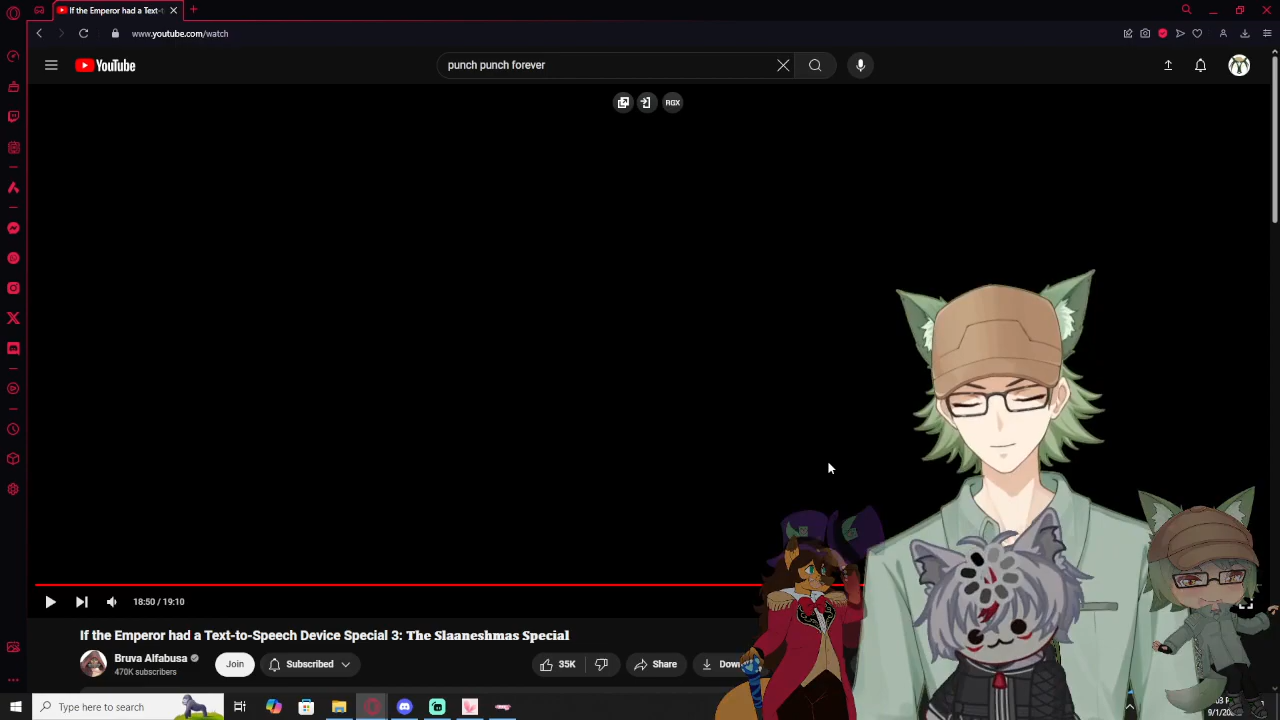 If the Emperor had a Text-
www.youtube.com/watch
YouTube
punch punch forever
RGX
18:50 / 19:10
If the Emperor had a Text-to-Speech Device Special 3: The Slaaneshmas Special
Bruva Alfabusa
470K subscribers
Join
Subscribed
35K
Share
Type here to search